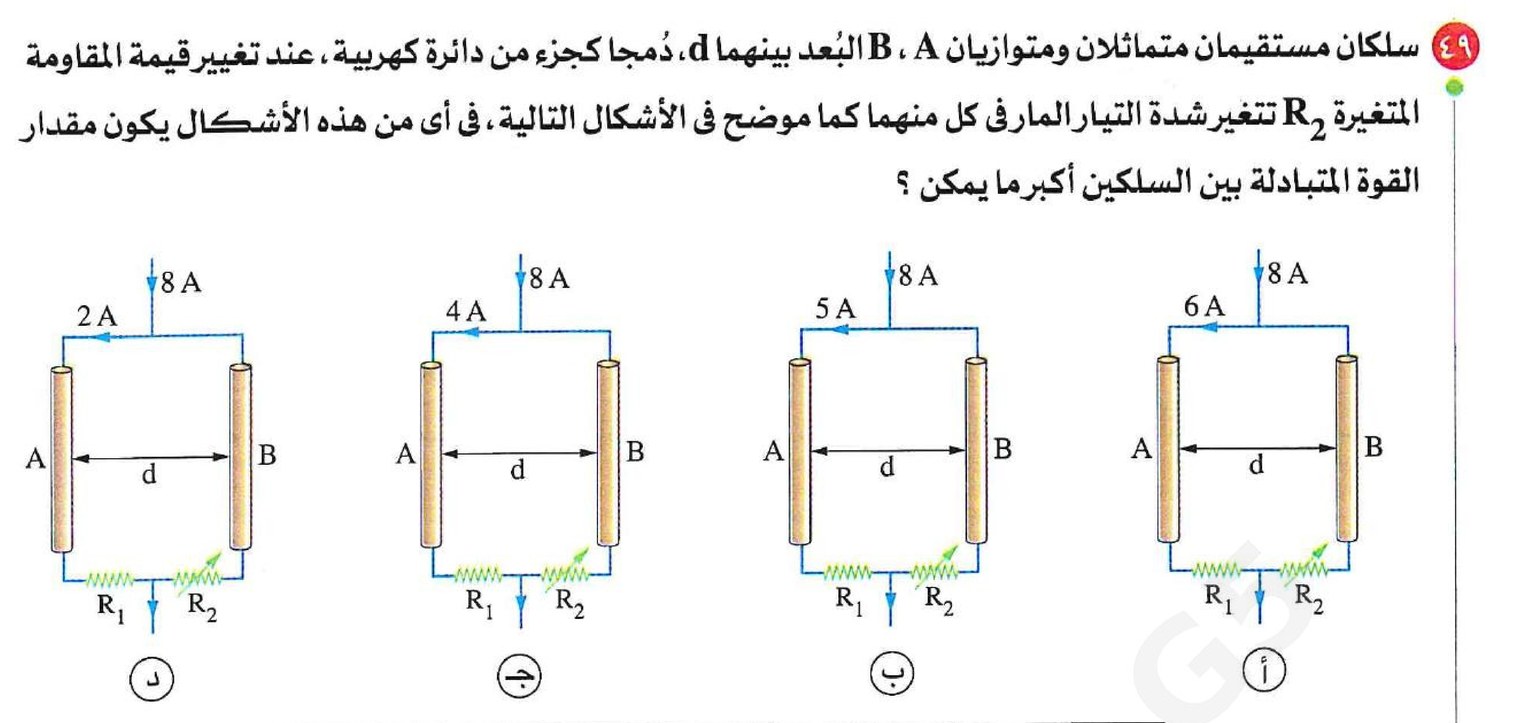 ٤٩ سلكان مستقيمان متماثلان ومتوازيان A ، B البُعد بينهما d، دُمجا كجزء من دائرة كهربية، عند تغيير قيمة المقاومة
المتغيرة R₂ تتغير شدة التيار المار فى كل منهما كما موضح فى الأشكال التالية، فى أى من هذه الأشكال يكون مقدار
القوة المتبادلة بين السلكين أكبر ما يمكن ؟
8 A
6 A
A
d
B
R₁
R₂
أ
8 A
5 A
A
d
B
R₁
R₂
ب
8 A
4 A
A
d
B
R₁
R₂
جـ
8 A
2 A
A
d
B
R₁
R₂
د
G5